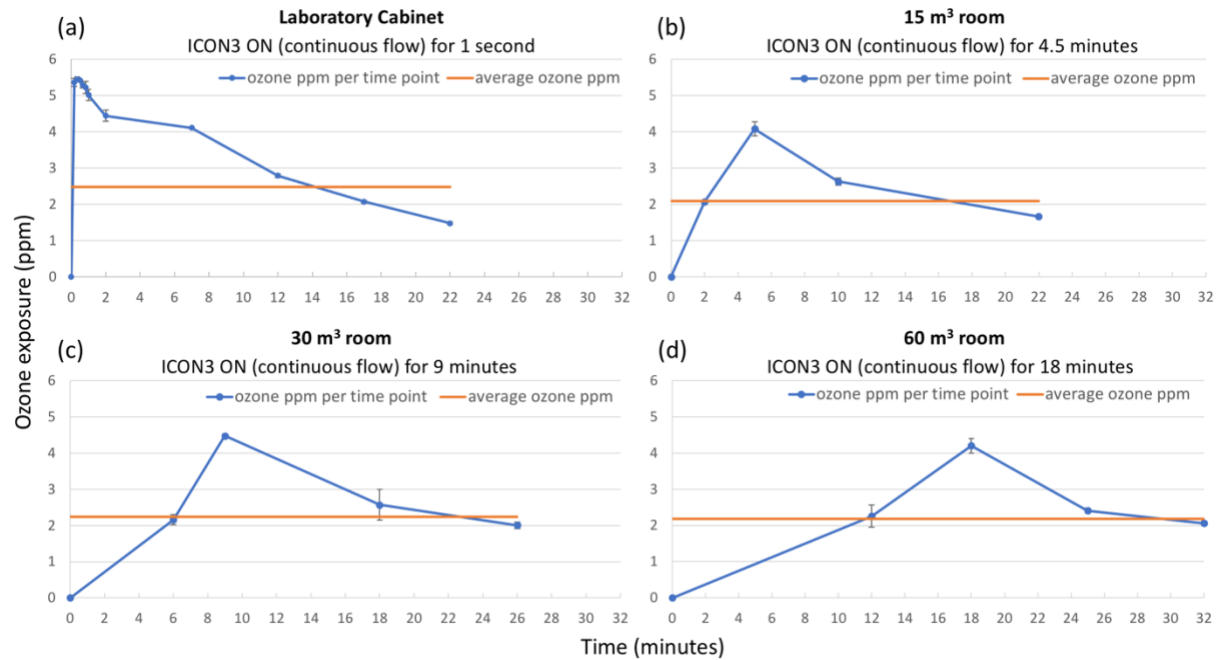 (a)
Laboratory Cabinet
ICON3 ON (continuous flow) for 1 second
ozone ppm per time point
average ozone ppm
6
5
4
3
2
1
0
0 2 4 6 8 10 12 14 16 18 20 22 24 26 28 30 32
(b)
15 m³ room
ICON3 ON (continuous flow) for 4.5 minutes
ozone ppm per time point
average ozone ppm
6
5
4
3
2
1
0
0 2 4 6 8 10 12 14 16 18 20 22 24 26 28 30 32
Ozone exposure (ppm)
(c)
30 m³ room
ICON3 ON (continuous flow) for 9 minutes
ozone ppm per time point
average ozone ppm
6
5
4
3
2
1
0
0 2 4 6 8 10 12 14 16 18 20 22 24 26 28 30 32
(d)
60 m³ room
ICON3 ON (continuous flow) for 18 minutes
ozone ppm per time point
average ozone ppm
6
5
4
3
2
1
0
0 2 4 6 8 10 12 14 16 18 20 22 24 26 28 30 32
Time (minutes)